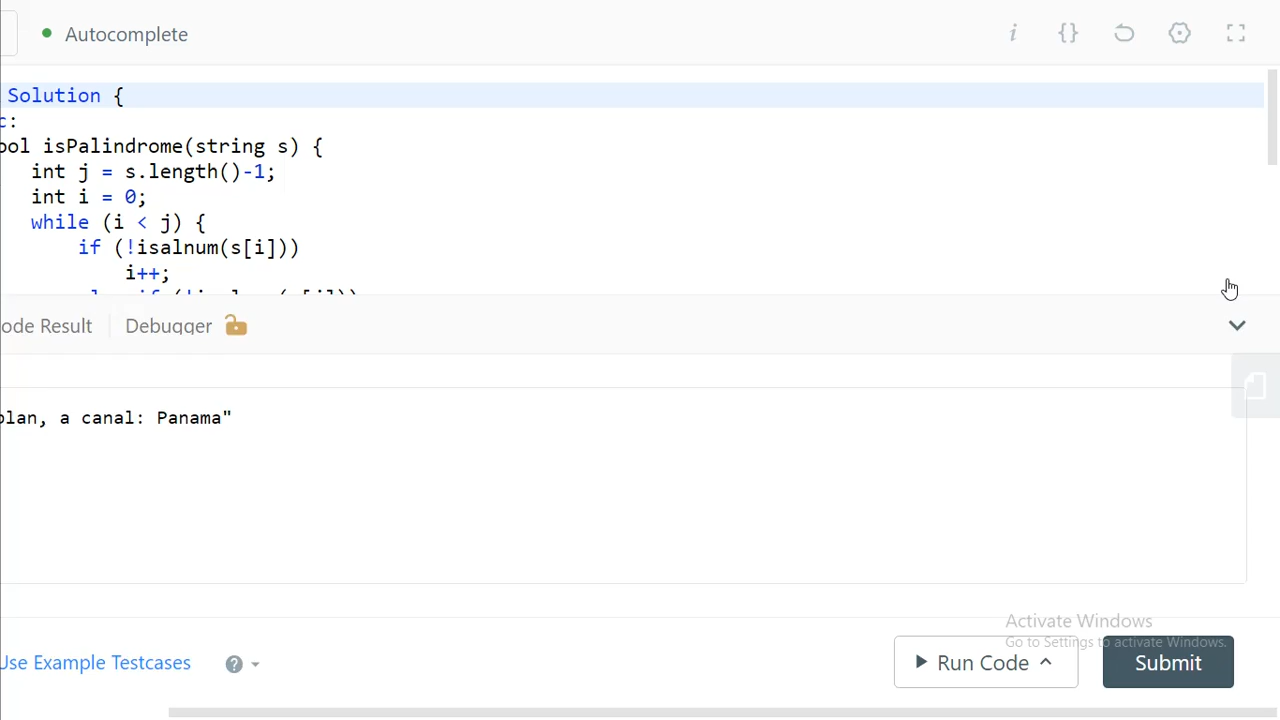 Autocomplete
i {}
Solution {
c:
ool isPalindrome(string s) {
int j = s.length()-1;
int i = 0;
while (i < j) {
if (!isalnum(s[i]))
i++;
ode Result Debugger
plan, a canal: Panama"
Activate Windows
Go to Settings to activate Windows.
Use Example Testcases ?
Run Code Submit